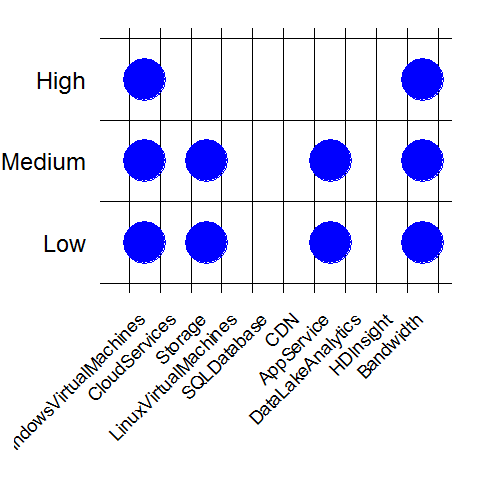 High
Medium
Low
ndowsVirtualMachines
CloudServices
Storage
LinuxVirtualMachines
SQLDatabase
CDN
AppService
DataLakeAnalytics
HDInsight
Bandwidth